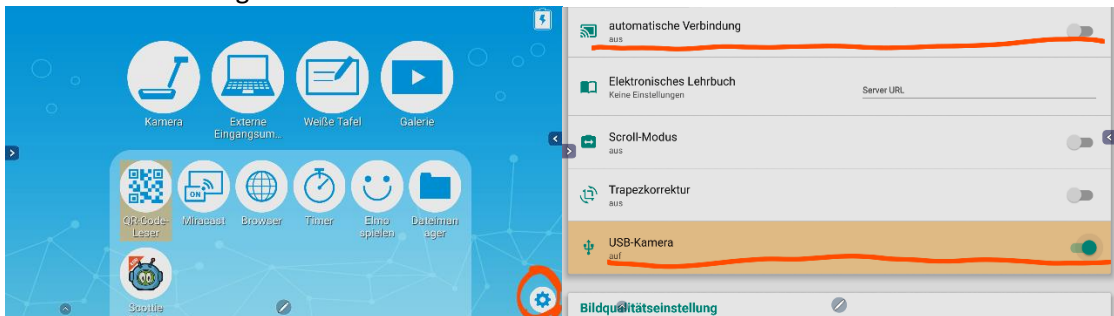 Kamera
Externe
Eingangsum...
Weiße Tafel
Galerie
ON
QR-Code-
Leser
Miracast
Browser
Timer
Elmo
spielen
Dateiman
ager
Scottie
automatische Verbindung
aus
Elektronisches Lehrbuch
Keine Einstellungen
Server URL
Scroll-Modus
aus
Trapezkorrektur
aus
USB-Kamera
auf
Bildqualitätseinstellung